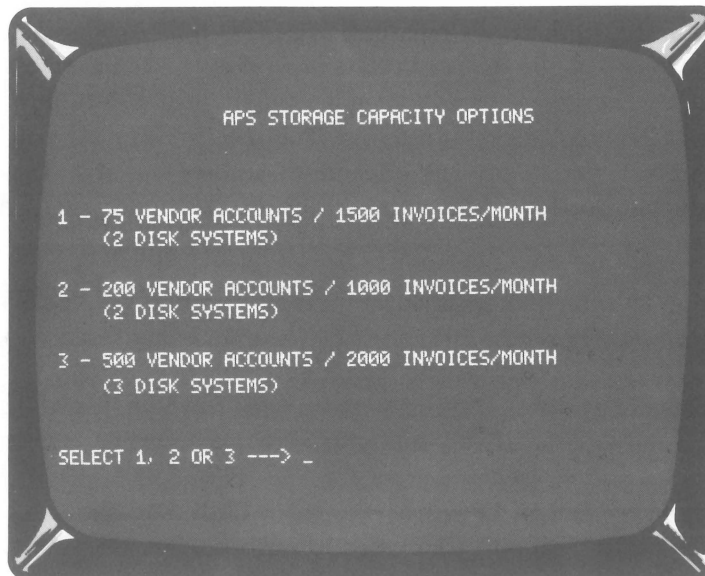 APS STORAGE CAPACITY OPTIONS
1 - 75 VENDOR ACCOUNTS / 1500 INVOICES/MONTH
(2 DISK SYSTEMS)
2 - 200 VENDOR ACCOUNTS / 1000 INVOICES/MONTH
(2 DISK SYSTEMS)
3 - 500 VENDOR ACCOUNTS / 2000 INVOICES/MONTH
(3 DISK SYSTEMS)
SELECT 1, 2 OR 3 ---> _